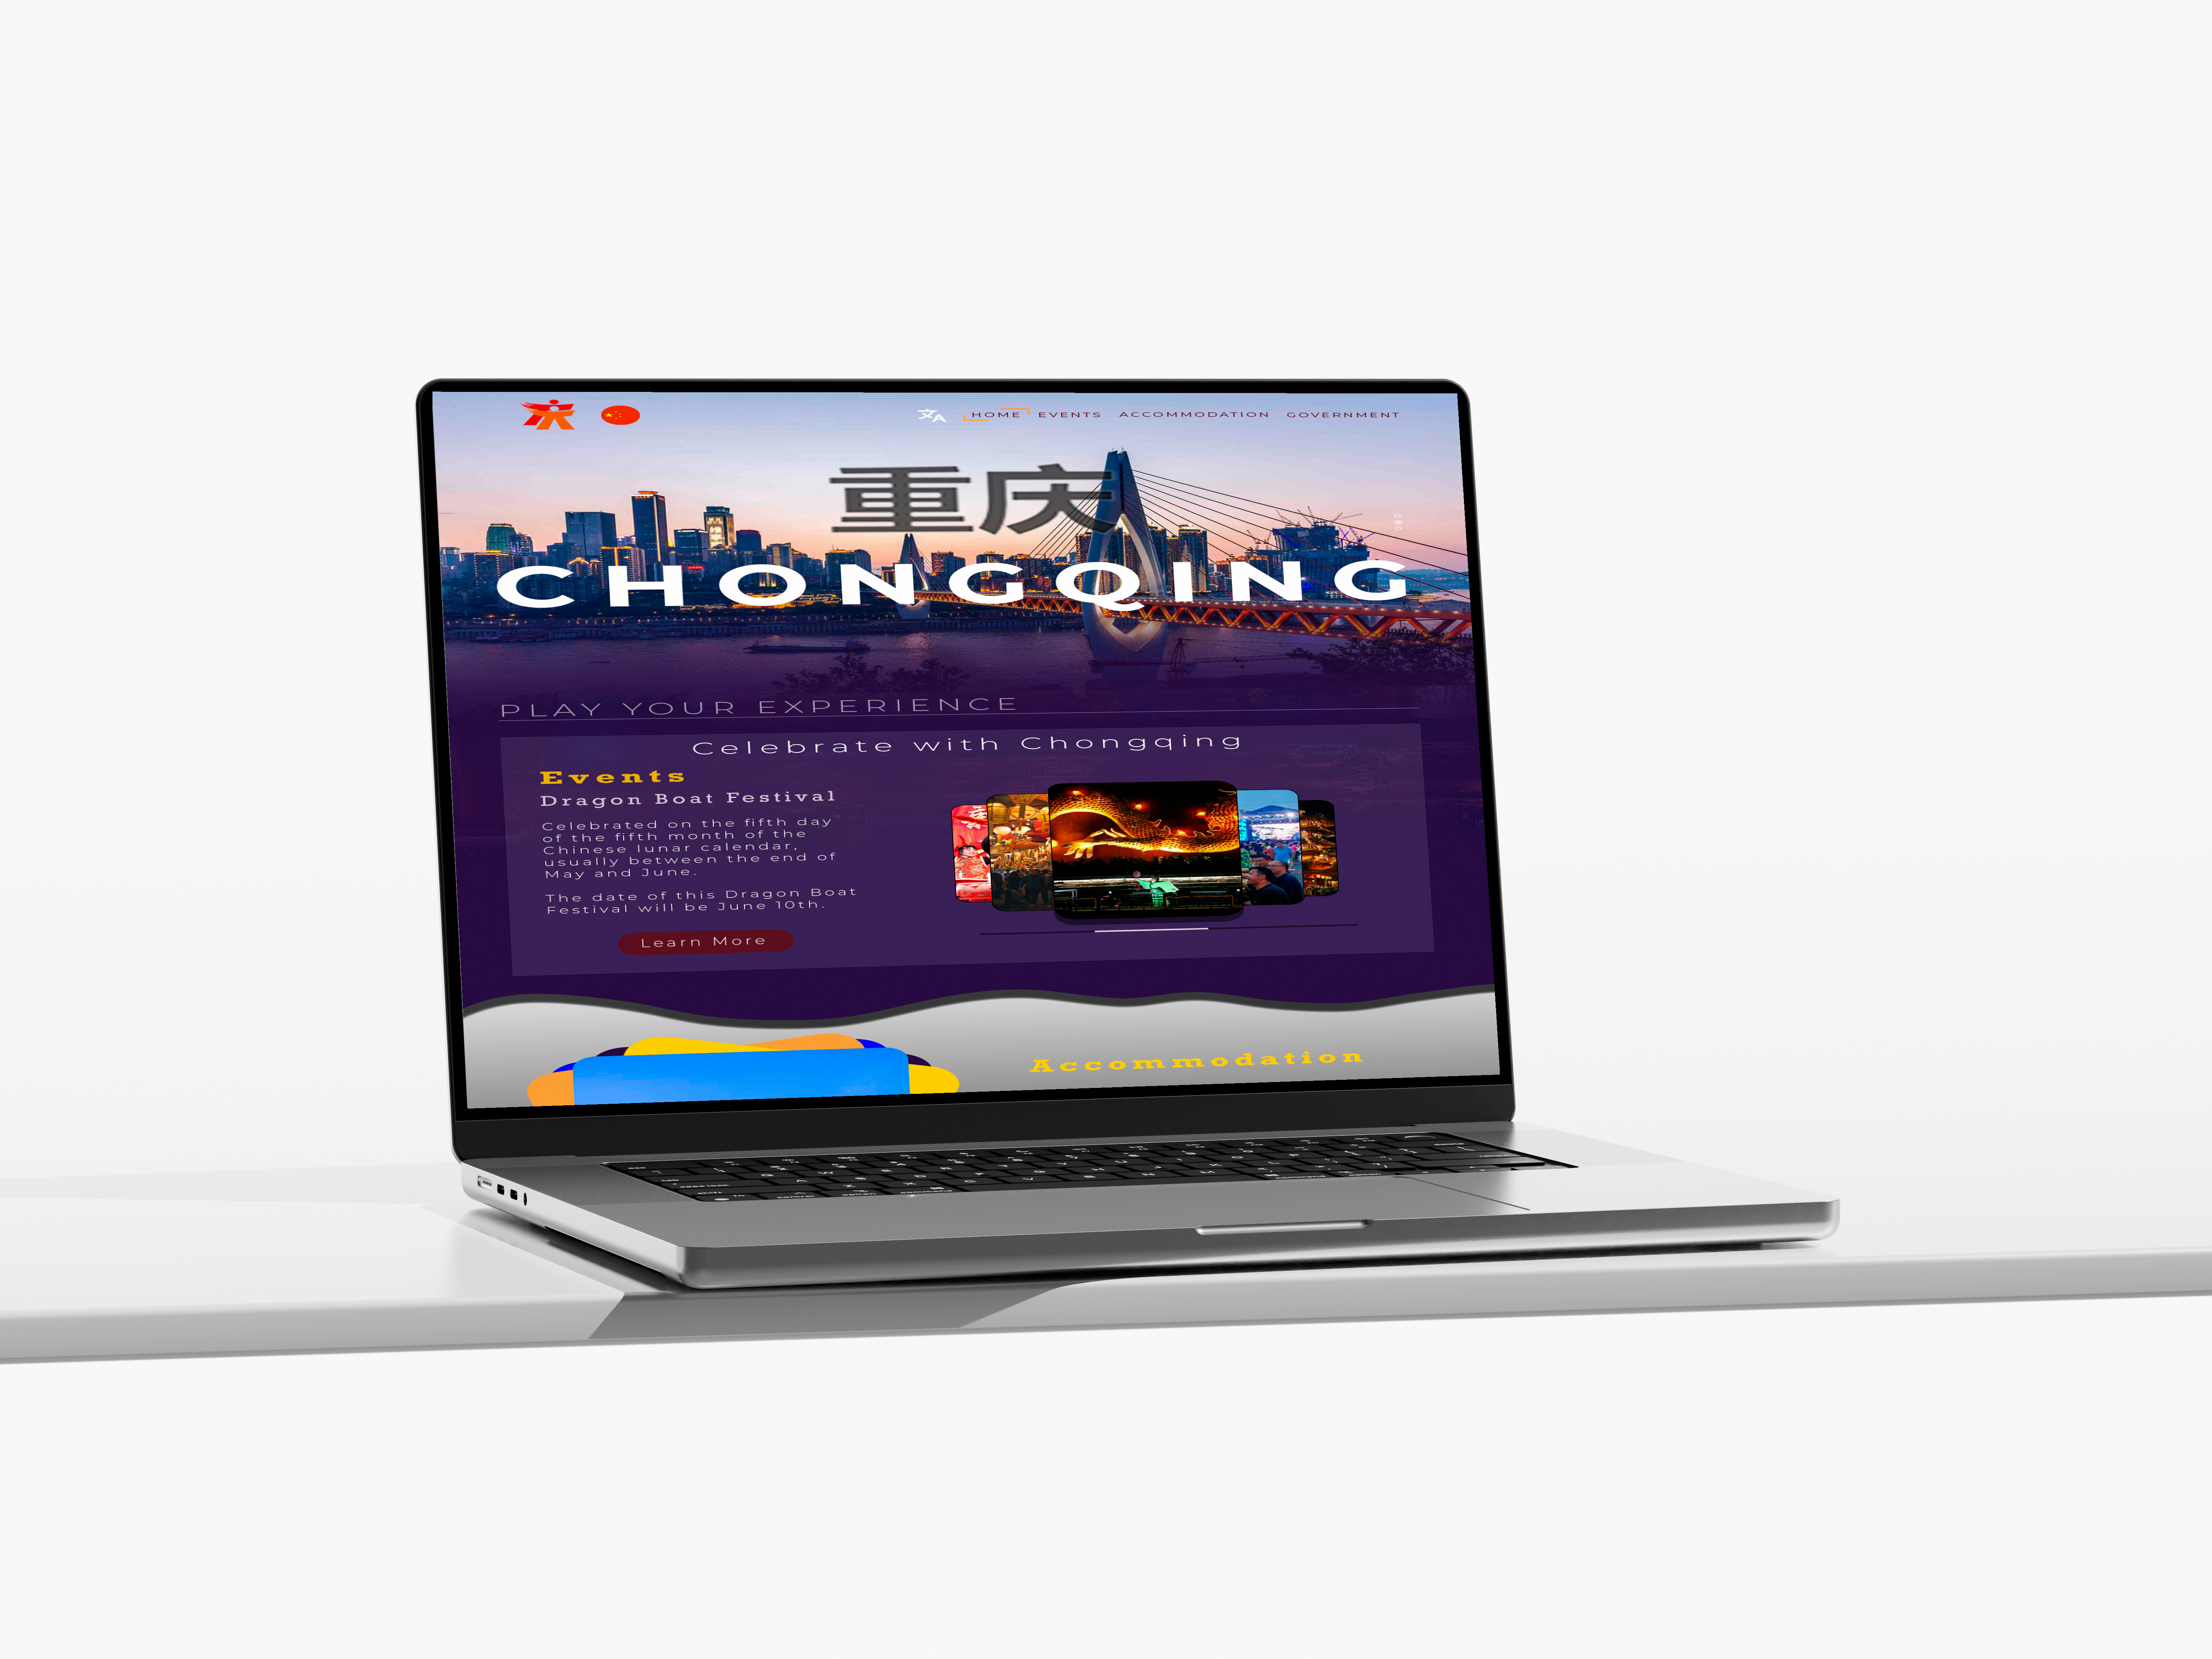 HOME EVENTS ACCOMMODATION GOVERNMENT
重庆
CHONGQING
PLAY YOUR EXPERIENCE
Celebrate with Chongqing
Events
Dragon Boat Festival
Celebrated on the fifth day
of the fifth month of the
Chinese lunar calendar,
usually between the end of
May and June.
The date of this Dragon Boat
Festival will be June 10th.
Learn More
Accommodation